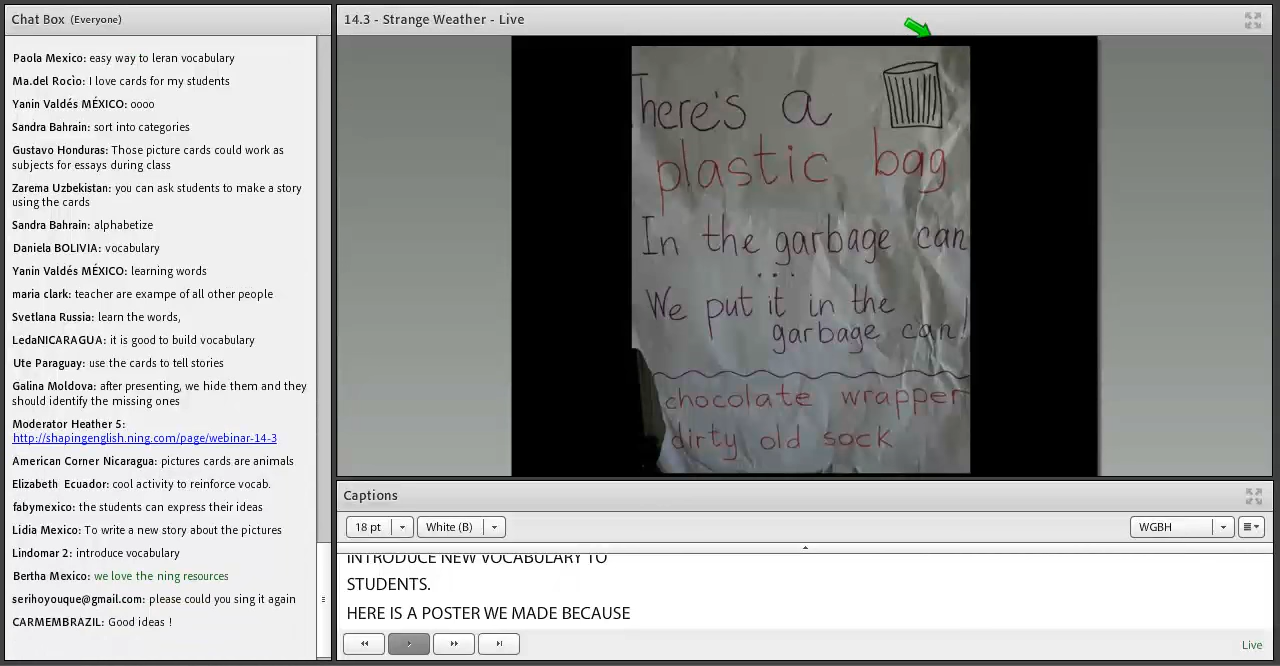 Chat Box (Everyone)
Paola Mexico: easy way to leran vocabulary
Ma.del Rocìo: I love cards for my students
Yanin Valdés MÉXICO: oooo
Sandra Bahrain: sort into categories
Gustavo Honduras: Those picture cards could work as
subjects for essays during class
Zarema Uzbekistan: you can ask students to make a story
using the cards
Sandra Bahrain: alphabetize
Daniela BOLIVIA: vocabulary
Yanin Valdés MÉXICO: learning words
maria clark: teacher are exampe of all other people
Svetlana Russia: learn the words,
LedaNICARAGUA: it is good to build vocabulary
Ute Paraguay: use the cards to tell stories
Galina Moldova: after presenting, we hide them and they
should identify the missing ones
Moderator Heather 5:
http://shapingenglish.ning.com/page/webinar-14-3
American Corner Nicaragua: pictures cards are animals
Elizabeth Ecuador: cool activity to reinforce vocab.
fabymexico: the students can express their ideas
Lidia Mexico: To write a new story about the pictures
Lindomar 2: introduce vocabulary
Bertha Mexico: we love the ning resources
serihoyouque@gmail.com: please could you sing it again
CARMEMBRAZIL: Good ideas !
14.3 - Strange Weather - Live
There's a
plastic bag
In the garbage can
...
We put it in the
garbage can!
chocolate wrapper
dirty old sock
Captions
18 pt
White (B)
WGBH
INTRODUCE NEW VOCABULARY TO
STUDENTS.
HERE IS A POSTER WE MADE BECAUSE
Live